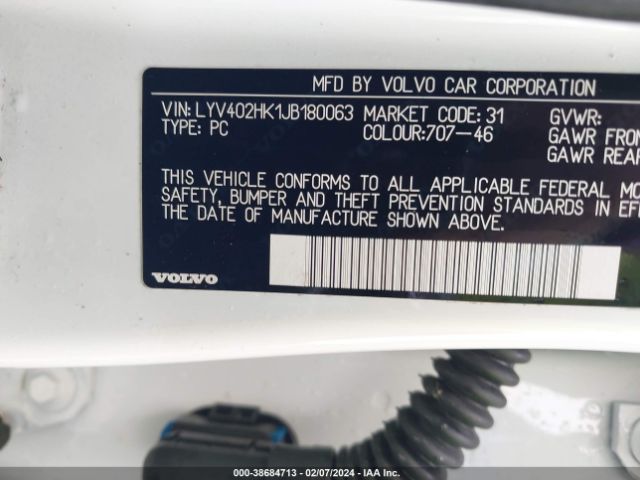 MFD BY VOLVO CAR CORPORATION
VIN: LYV402HK1JB180063 MARKET CODE: 31 GVWR:
TYPE: PC COLOUR:707-46 GAWR FRON
GAWR REAR
THIS VEHICLE CONFORMS TO ALL APPLICABLE FEDERAL MO
SAFETY, BUMPER AND THEFT PREVENTION STANDARDS IN EFF
THE DATE OF MANUFACTURE SHOWN ABOVE.
VOLVO
000-38684713 - 02/07/2024 - IAA Inc.